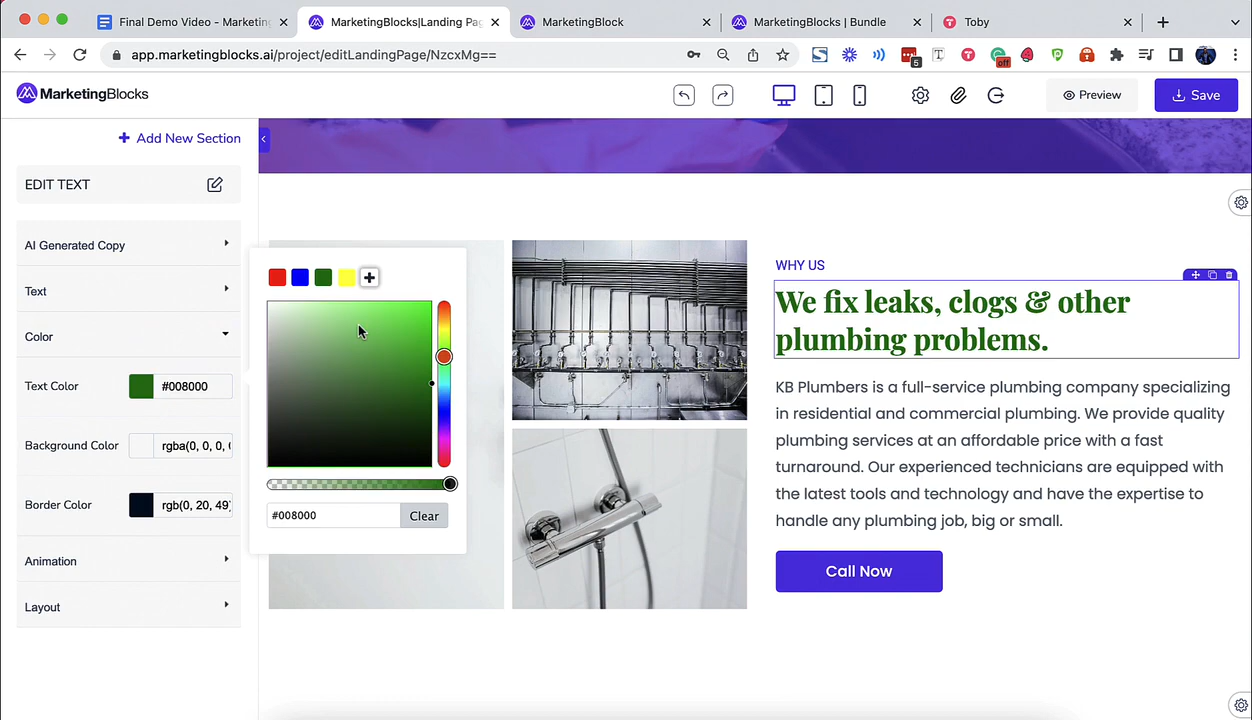 Final Demo Video - Marketing
MarketingBlocks|Landing Pag
MarketingBlock
MarketingBlocks | Bundle
Toby
app.marketingblocks.ai/project/editLandingPage/NzcxMg==
5
off
MarketingBlocks
Preview
Save
+ Add New Section
EDIT TEXT
AI Generated Copy
Text
Color
Text Color
#008000
Background Color
rgba(0, 0, 0, (
Border Color
rgb(0, 20, 49)
Animation
Layout
#008000
Clear
WHY US
We fix leaks, clogs & other
plumbing problems.
KB Plumbers is a full-service plumbing company specializing
in residential and commercial plumbing. We provide quality
plumbing services at an affordable price with a fast
turnaround. Our experienced technicians are equipped with
the latest tools and technology and have the expertise to
handle any plumbing job, big or small.
Call Now